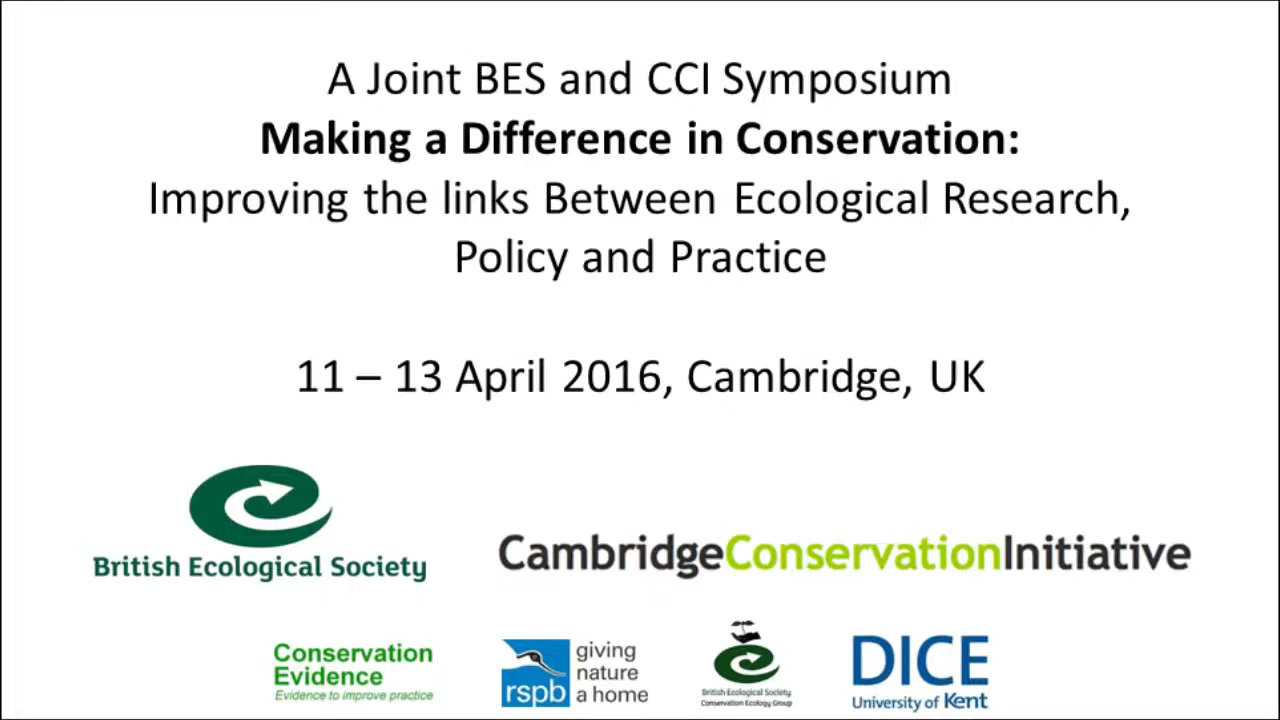 A Joint BES and CCI Symposium
Making a Difference in Conservation:
Improving the links Between Ecological Research,
Policy and Practice
11 – 13 April 2016, Cambridge, UK
British Ecological Society
CambridgeConservationInitiative
Conservation
Evidence
Evidence to improve practice
rspb
giving
nature
a home
British Ecological Society
Conservation Ecology Group
DICE
University of Kent